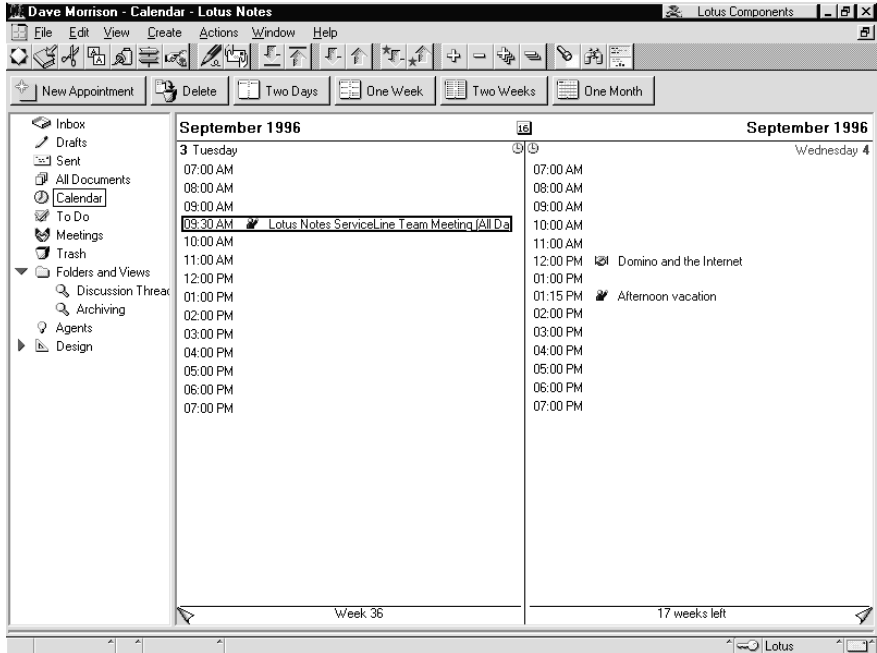 Dave Morrison - Calendar - Lotus Notes
Lotus Components
File Edit View Create Actions Window Help
New Appointment Delete Two Days One Week Two Weeks One Month
Inbox
Drafts
Sent
All Documents
Calendar
To Do
Meetings
Trash
Folders and Views
Discussion Threac
Archiving
Agents
Design
September 1996
16
September 1996
3 Tuesday
07:00 AM
08:00 AM
09:00 AM
09:30 AM Lotus Notes ServiceLine Team Meeting (All Da
10:00 AM
11:00 AM
12:00 PM
01:00 PM
02:00 PM
03:00 PM
04:00 PM
05:00 PM
06:00 PM
07:00 PM
Wednesday 4
07:00 AM
08:00 AM
09:00 AM
10:00 AM
11:00 AM
12:00 PM Domino and the Internet
01:00 PM
01:15 PM Afternoon vacation
02:00 PM
03:00 PM
04:00 PM
05:00 PM
06:00 PM
07:00 PM
Week 36
17 weeks left
Lotus